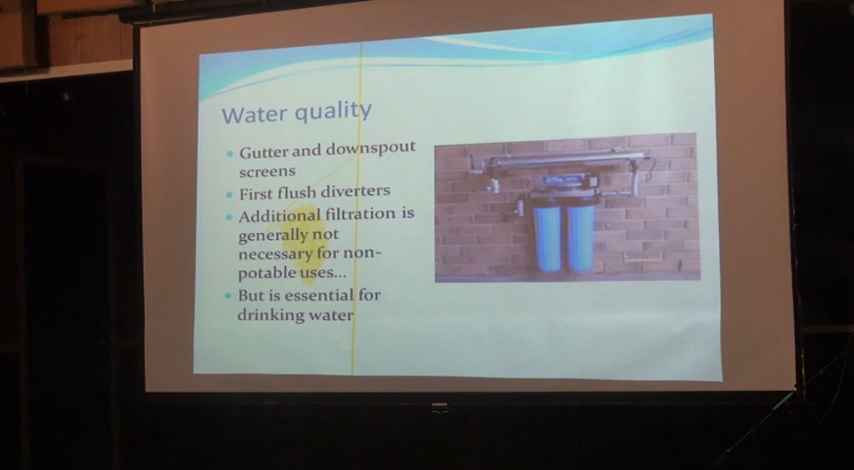 Water quality
• Gutter and downspout
screens
• First flush diverters
• Additional filtration is
generally not
necessary for non-
potable uses...
• But is essential for
drinking water